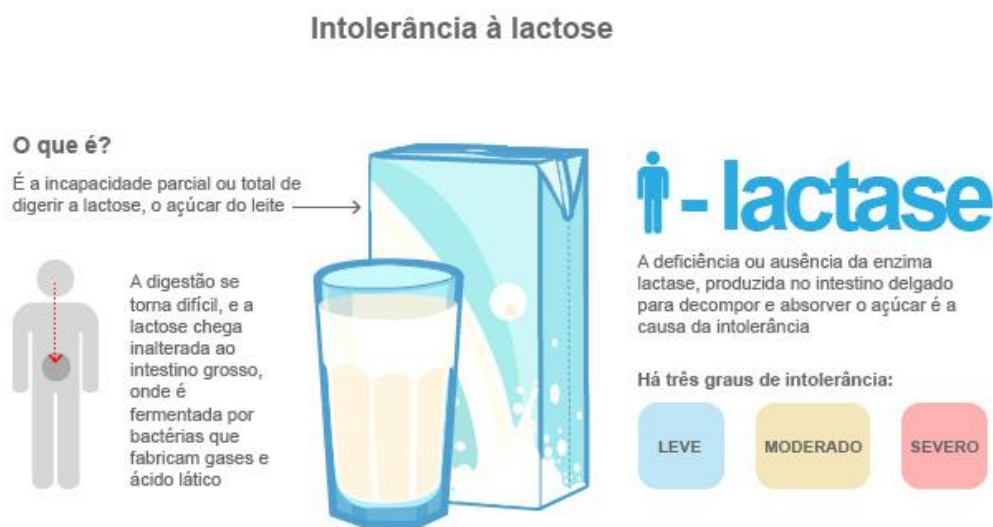 Intolerância à lactose
O que é?
É a incapacidade parcial ou total de
digerir a lactose, o açúcar do leite
A digestão se
torna difícil, e a
lactose chega
inalterada ao
intestino grosso,
onde é
fermentada por
bactérias que
fabricam gases e
ácido lático
- lactase
A deficiência ou ausência da enzima
lactase, produzida no intestino delgado
para decompor e absorver o açúcar é a
causa da intolerância
Há três graus de intolerância:
LEVE
MODERADO
SEVERO